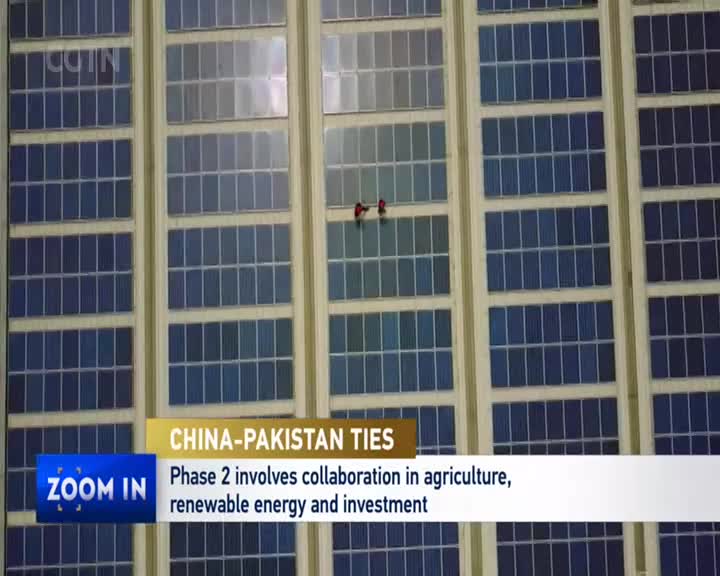 CGTN
CHINA-PAKISTAN TIES
ZOOM IN
Phase 2 involves collaboration in agriculture,
renewable energy and investment